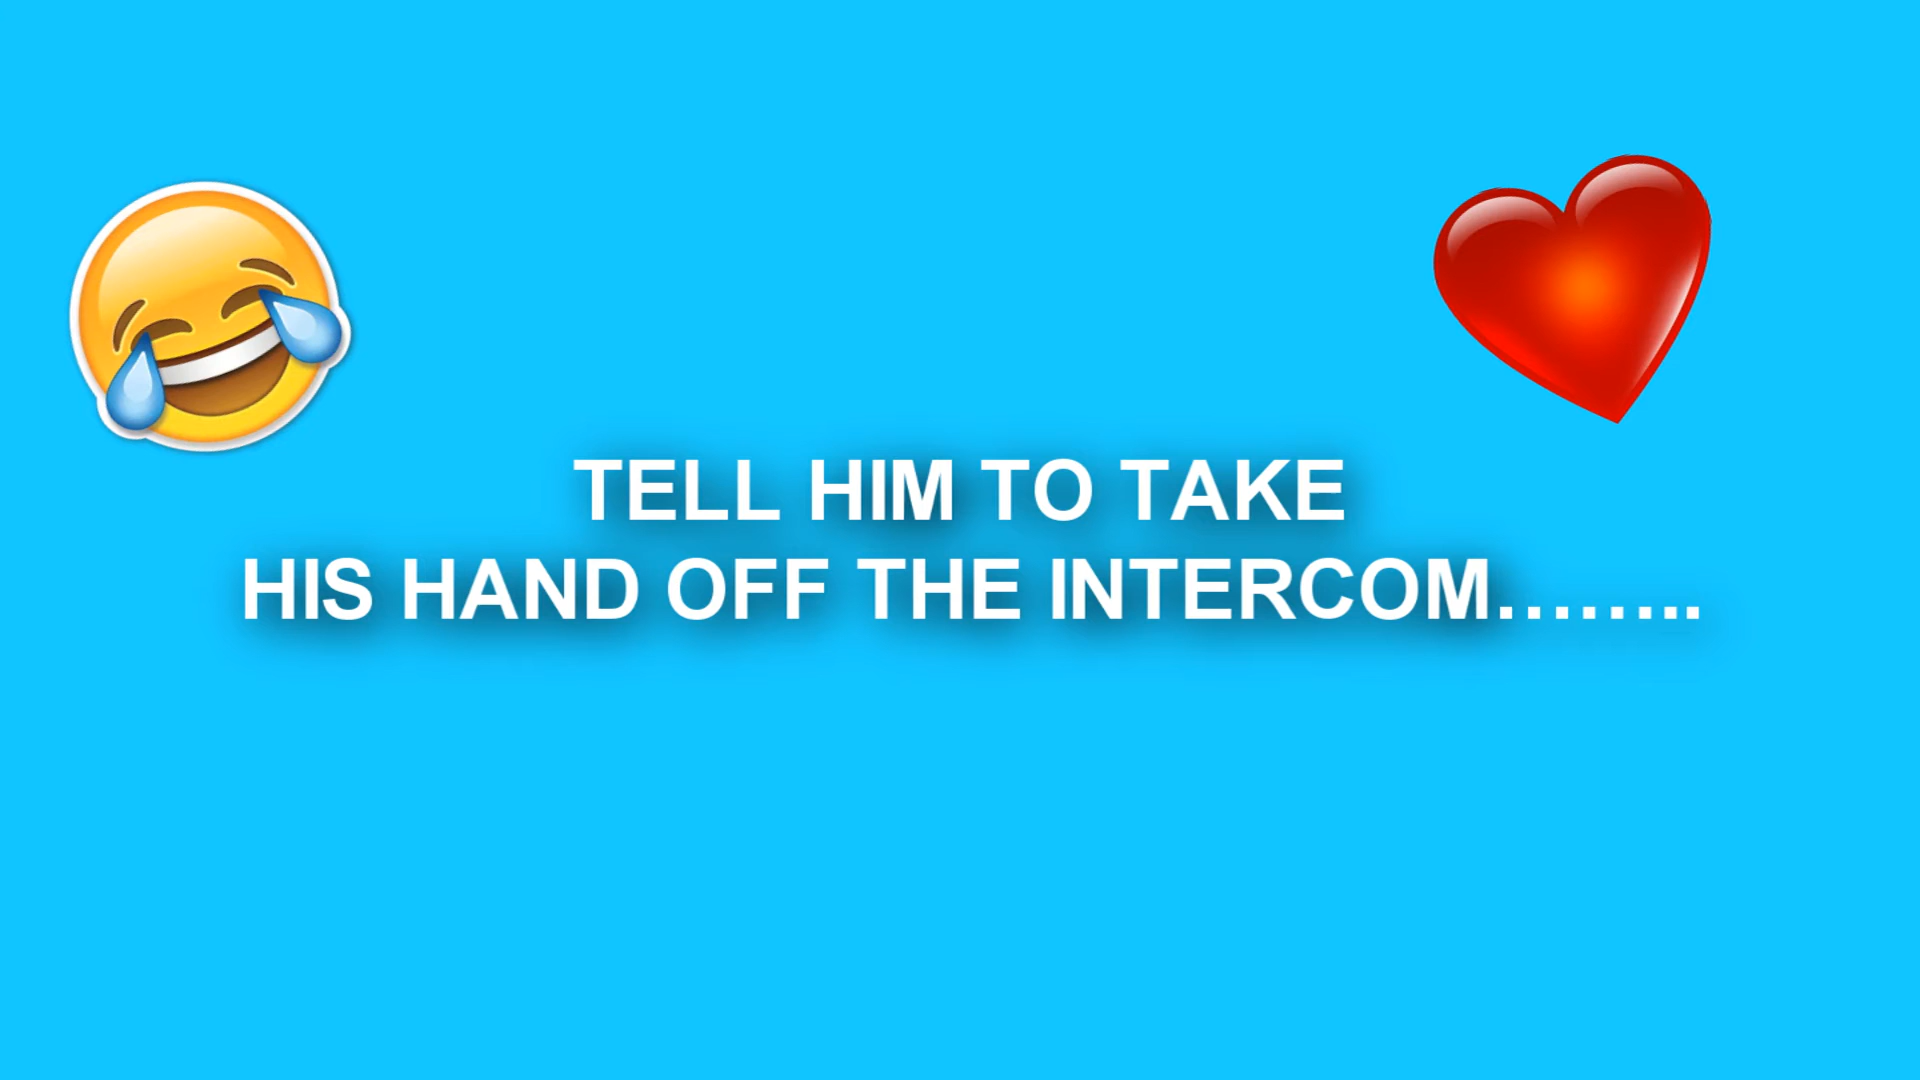 TELL HIM TO TAKE
HIS HAND OFF THE INTERCOM……..